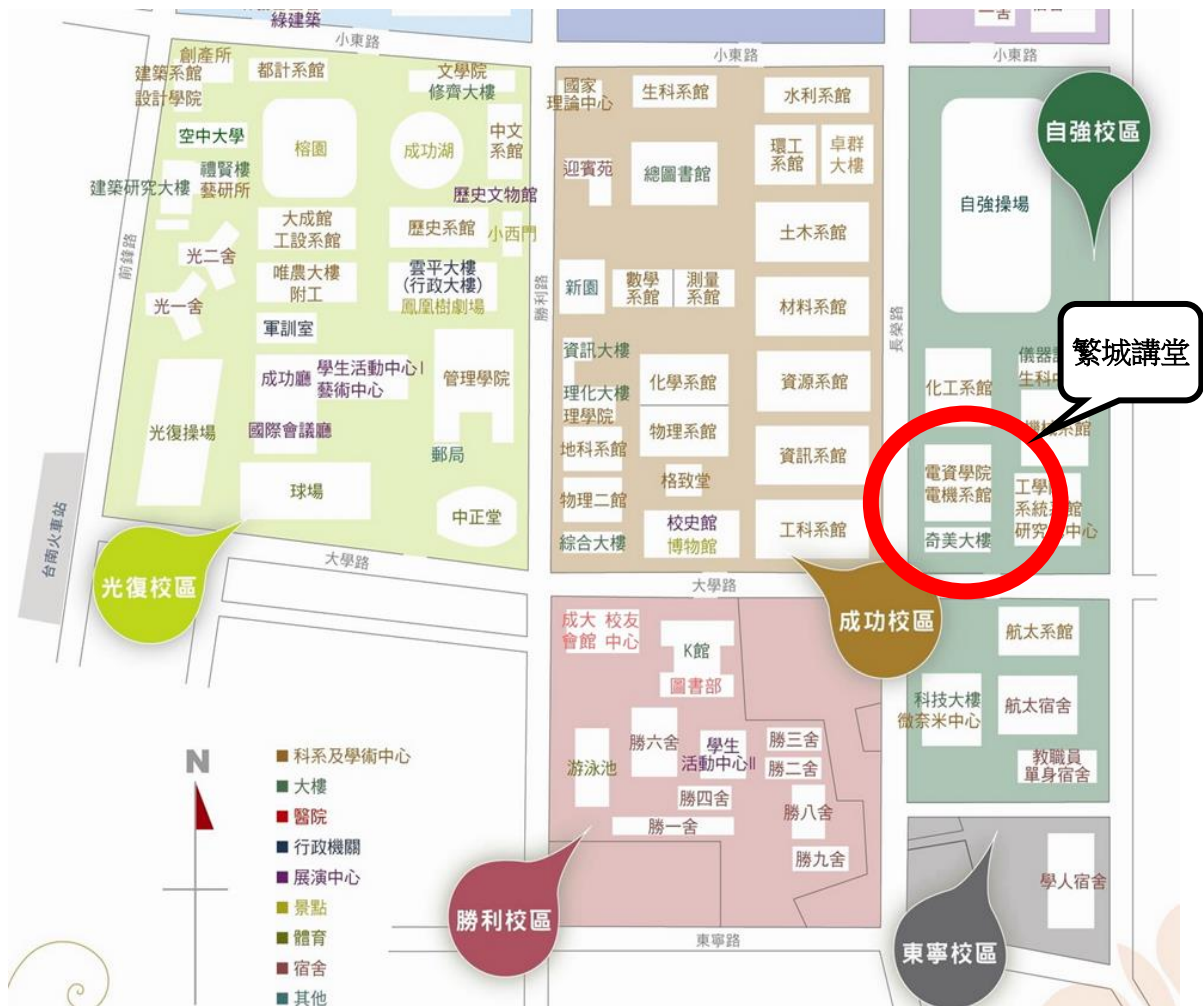 綠建築
一舍
小東路
小東路
小東路
創產所
建築系館
設計學院
都計系館
文學院
修齊大樓
空中大學
榕園
成功湖
中文
系館
禮賢樓
建築研究大樓
藝研所
歷史文物館
大成館
工設系館
歷史系館
小西門
光二舍
唯農大樓
附工
雲平大樓
(行政大樓)
鳳凰樹劇場
光一舍
軍訓室
成功廳
學生活動中心I
藝術中心
管理學院
光復操場
國際會議廳
郵局
球場
中正堂
前鋒路
勝利路
台南火車站
光復校區
大學路
國家
理論中心
生科系館
水利系館
迎賓苑
總圖書館
環工
系館
卓群
大樓
土木系館
新園
數學
系館
測量
系館
材料系館
資訊大樓
理化大樓
理學院
化學系館
資源系館
地科系館
物理系館
資訊系館
物理二館
格致堂
綜合大樓
校史館
博物館
工科系館
長榮路
大學路
成功校區
自強校區
自強操場
繁城講堂
化工系館
儀器
生科
機械系館
電資學院
電機系館
工學
系統系館
研究
中心
奇美大樓
成大
會館
校友
中心
K館
圖書部
游泳池
勝六舍
學生
活動中心II
勝三舍
勝二舍
勝四舍
勝八舍
勝一舍
勝九舍
勝利校區
東寧路
航太系館
科技大樓
微奈米中心
航太宿舍
教職員
單身宿舍
學人宿舍
東寧校區
N
科系及學術中心
大樓
醫院
行政機關
展演中心
景點
體育
宿舍
其他